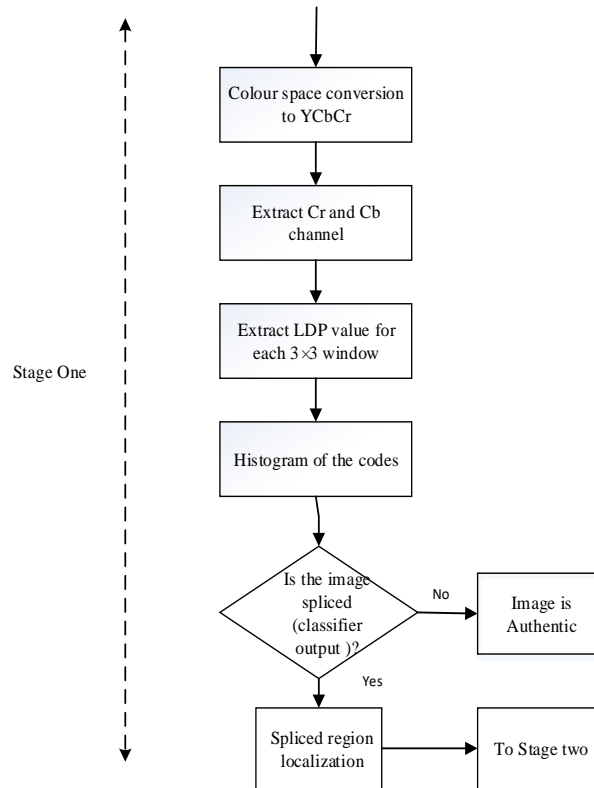 Colour space conversion
to YCbCr
Extract Cr and Cb
channel
Extract LDP value for
each 3×3 window
Stage One
Histogram of the codes
Is the image
spliced
(classifier
output )?
No
Image is
Authentic
Yes
Spliced region
localization
To Stage two